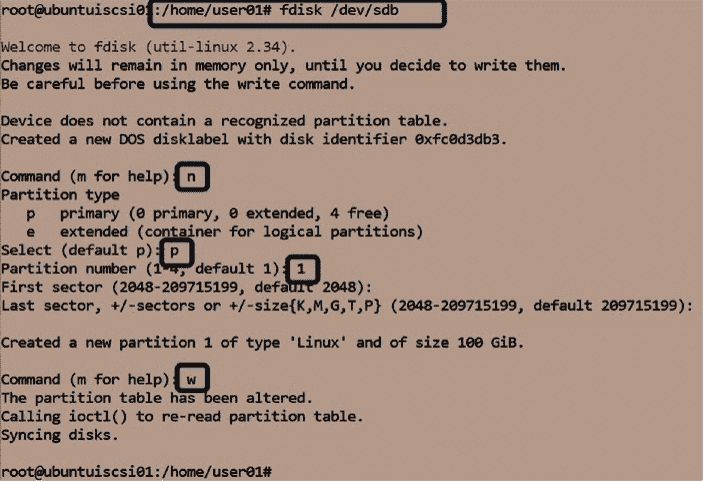 root@ubuntuiscsi01:/home/user01# fdisk /dev/sdb
Welcome to fdisk (util-linux 2.34).
Changes will remain in memory only, until you decide to write them.
Be careful before using the write command.
Device does not contain a recognized partition table.
Created a new DOS disklabel with disk identifier 0xfc0d3db3.
Command (m for help): n
Partition type
p   primary (0 primary, 0 extended, 4 free)
e   extended (container for logical partitions)
Select (default p): p
Partition number (1-4, default 1): 1
First sector (2048-209715199, default 2048):
Last sector, +/-sectors or +/-size{K,M,G,T,P} (2048-209715199, default 209715199):
Created a new partition 1 of type 'Linux' and of size 100 GiB.
Command (m for help): w
The partition table has been altered.
Calling ioctl() to re-read partition table.
Syncing disks.
root@ubuntuiscsi01:/home/user01#